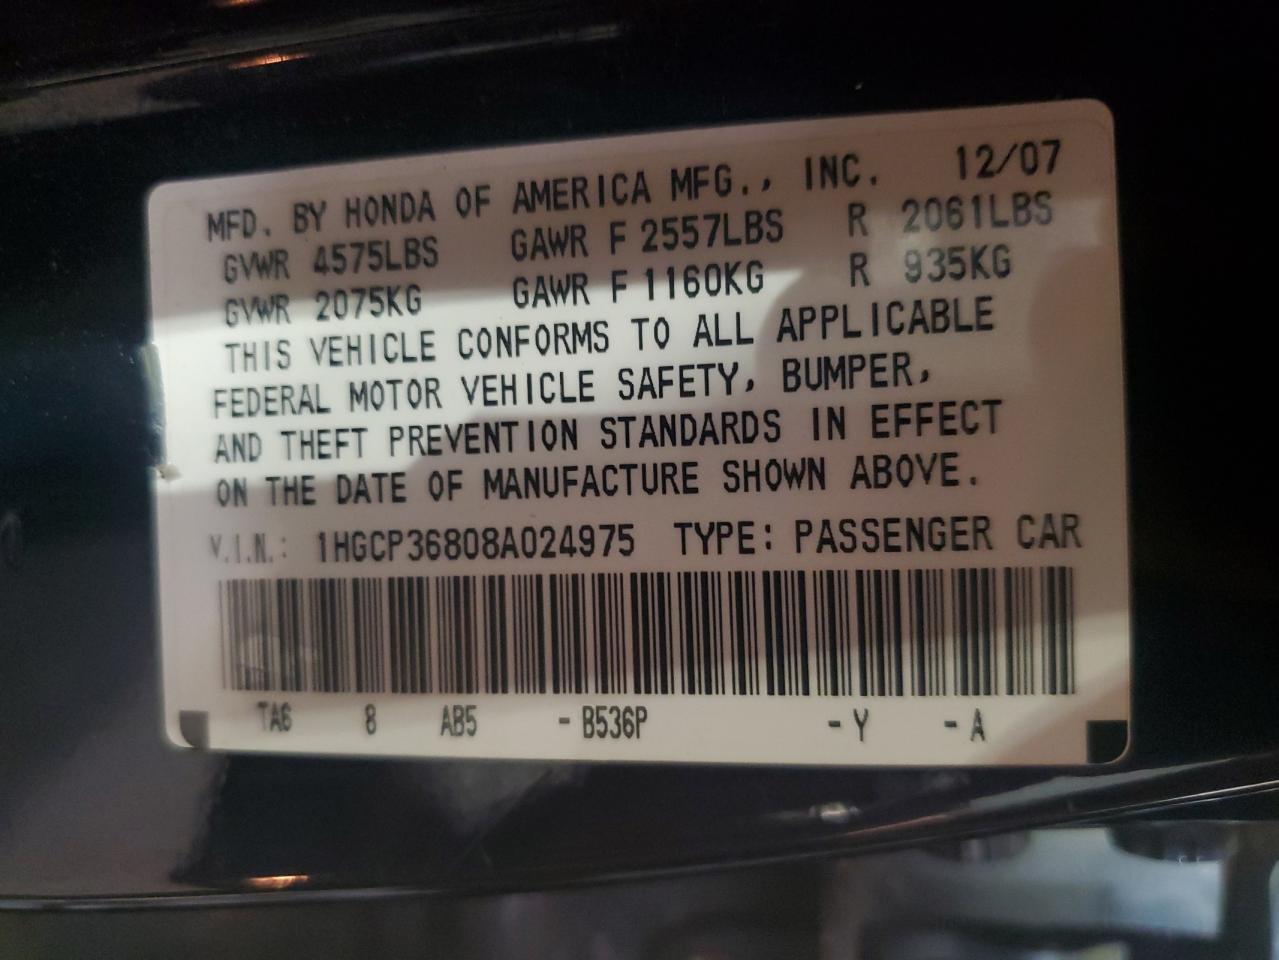 MFD. BY HONDA OF AMERICA MFG., INC. 12/07
GVWR 4575LBS GAWR F 2557LBS R 2061LBS
GVWR 2075KG GAWR F 1160KG R 935KG
THIS VEHICLE CONFORMS TO ALL APPLICABLE
FEDERAL MOTOR VEHICLE SAFETY, BUMPER,
AND THEFT PREVENTION STANDARDS IN EFFECT
ON THE DATE OF MANUFACTURE SHOWN ABOVE.
V.I.N.: 1HGCP36808A024975 TYPE: PASSENGER CAR
TA6 8 AB5 - B536P - Y - A